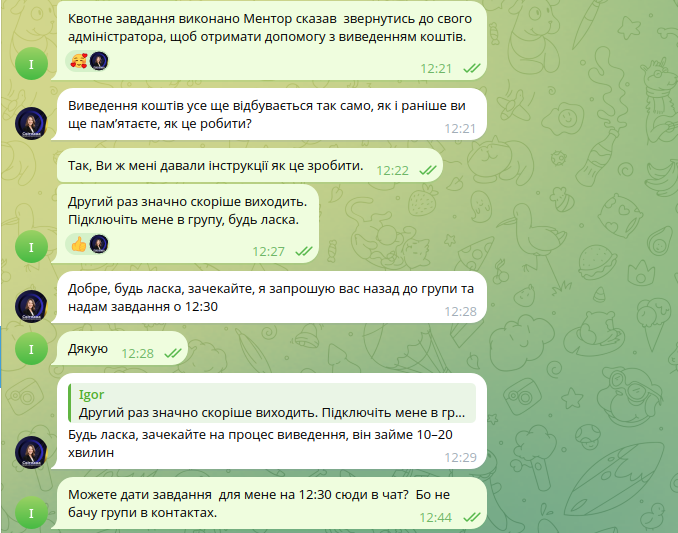 Квотне завдання виконано Ментор сказав  звернутись до свого
адміністратора, щоб отримати допомогу з виведенням коштів.
I
12:21
Виведення коштів усе ще відбувається так само, як і раніше ви
ще пам’ятаєте, як це робити?
12:21
Так, Ви ж мені давали інструкції як це зробити.
12:22
Другий раз значно скоріше виходить.
Підключіть мене в групу, будь ласка.
I
12:27
Добре, будь ласка, зачекайте, я запрошую вас назад до групи та
надам завдання о 12:30
12:28
I
Дякую
12:28
Igor
Другий раз значно скоріше виходить. Підключіть мене в гр...
Будь ласка, зачекайте на процес виведення, він займе 10–20
хвилин
12:29
Можете дати завдання  для мене на 12:30 сюди в чат?  Бо не
бачу групи в контактах.
I
12:44